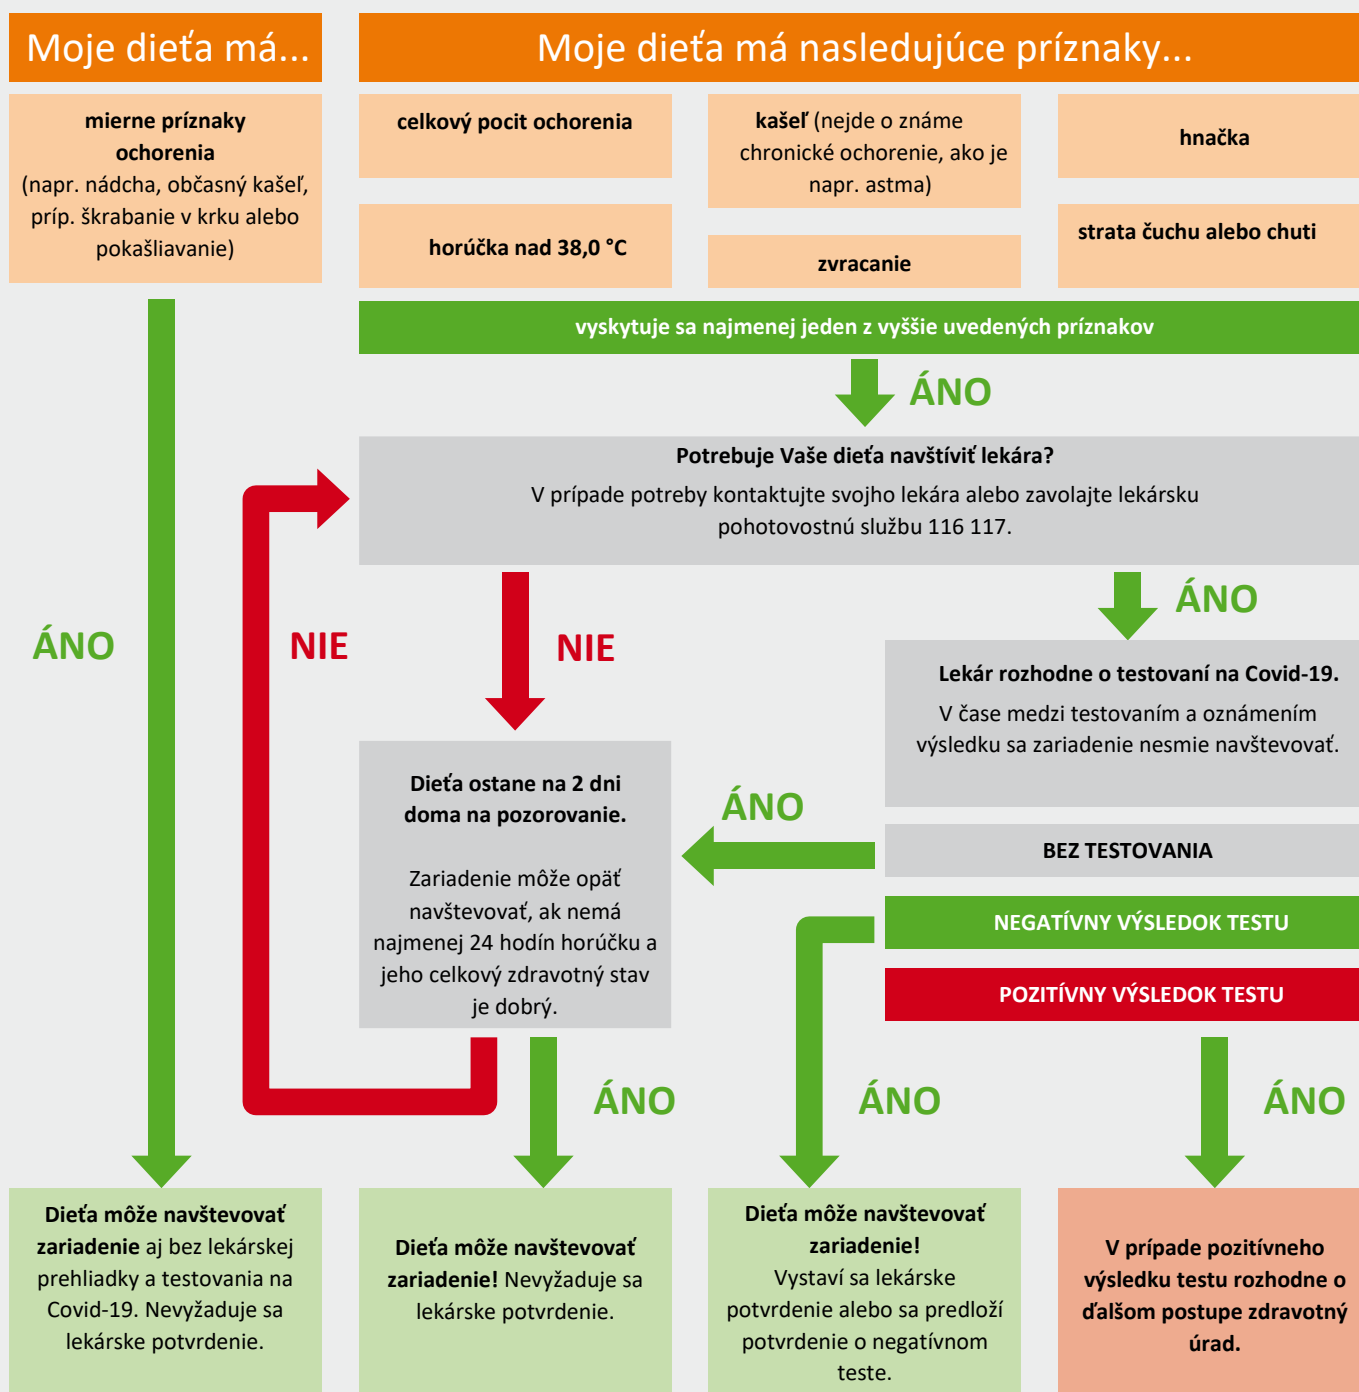 Moje dieťa má...
Moje dieťa má nasledujúce príznaky...
mierne príznaky
ochorenia
(napr. nádcha, občasný kašeľ,
príp. škrabanie v krku alebo
pokašliavanie)
celkový pocit ochorenia
kašeľ (nejde o známe
chronické ochorenie, ako je
napr. astma)
hnačka
horúčka nad 38,0 °C
zvracanie
strata čuchu alebo chuti
vyskytuje sa najmenej jeden z vyššie uvedených príznakov
ÁNO
Potrebuje Vaše dieťa navštíviť lekára?
V prípade potreby kontaktujte svojho lekára alebo zavolajte lekársku
pohotovostnú službu 116 117.
ÁNO
NIE
NIE
ÁNO
Lekár rozhodne o testovaní na Covid-19.
V čase medzi testovaním a oznámením
výsledku sa zariadenie nesmie navštevovať.
Dieťa ostane na 2 dni
doma na pozorovanie.
Zariadenie môže opäť
navštevovať, ak nemá
najmenej 24 hodín horúčku a
jeho celkový zdravotný stav
je dobrý.
ÁNO
BEZ TESTOVANIA
NEGATÍVNY VÝSLEDOK TESTU
POZITÍVNY VÝSLEDOK TESTU
ÁNO
ÁNO
ÁNO
Dieťa môže navštevovať
zariadenie aj bez lekárskej
prehliadky a testovania na
Covid-19. Nevyžaduje sa
lekárske potvrdenie.
Dieťa môže navštevovať
zariadenie! Nevyžaduje sa
lekárske potvrdenie.
Dieťa môže navštevovať
zariadenie!
Vystaví sa lekárske
potvrdenie alebo sa predloží
potvrdenie o negatívnom
teste.
V prípade pozitívneho
výsledku testu rozhodne o
ďalšom postupe zdravotný
úrad.